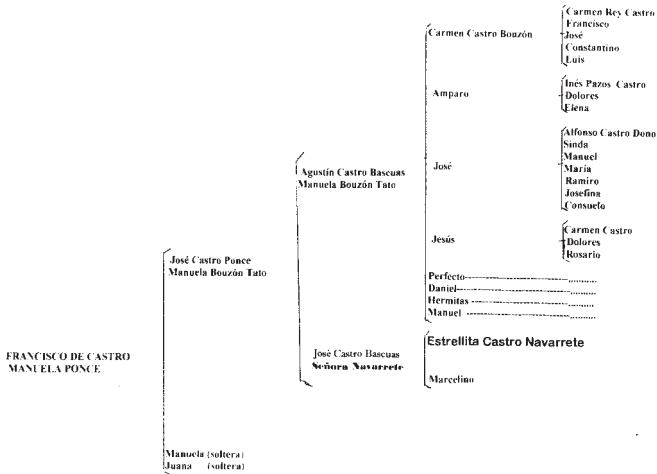 FRANCISCO DE CASTRO
MANUELA PONCE
José Castro Ponce
Manuela Bouzón Tato
Manuela (soltera)
Juana (soltera)
Agustín Castro Bascuas
Manuela Bouzón Tato
José Castro Bascuas
Señora Navarrete
Carmen Castro Bouzón
Carmen Rey Castro
Francisco
José
Constantino
Luis
Amparo
Inés Pazos Castro
Dolores
Elena
José
Alfonso Castro Dono
Sinda
Manuel
María
Ramiro
Josefina
Consuelo
Jesús
Carmen Castro
Dolores
Rosario
Perfecto
Daniel
Hermitas
Manuel
Estrellita Castro Navarrete
Marcelino